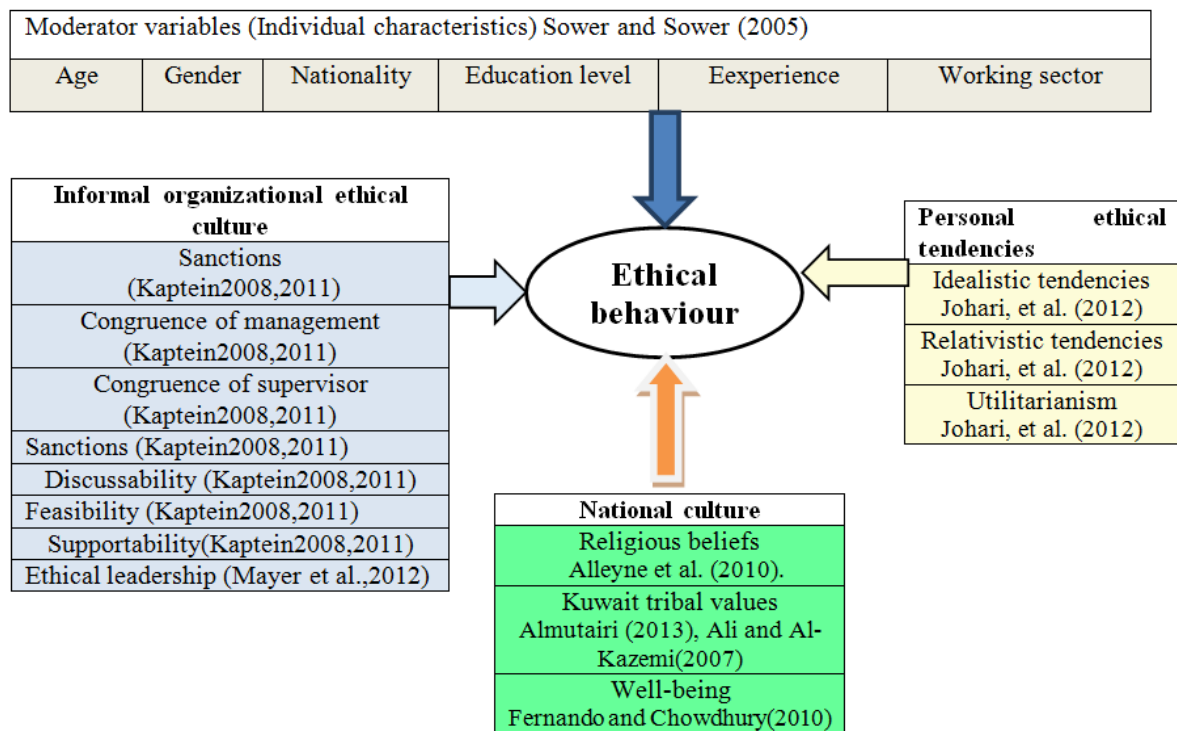 Moderator variables (Individual characteristics) Sower and Sower (2005)
Age Gender Nationality Education level Eexperience Working sector
Informal organizational ethical
culture
Sanctions
(Kaptein2008,2011)
Congruence of management
(Kaptein2008,2011)
Congruence of supervisor
(Kaptein2008,2011)
Sanctions (Kaptein2008,2011)
Discussability (Kaptein2008,2011)
Feasibility (Kaptein2008,2011)
Supportability(Kaptein2008,2011)
Ethical leadership (Mayer et al.,2012)
Ethical
behaviour
Personal ethical
tendencies
Idealistic tendencies
Johari, et al. (2012)
Relativistic tendencies
Johari, et al. (2012)
Utilitarianism
Johari, et al. (2012)
National culture
Religious beliefs
Alleyne et al. (2010).
Kuwait tribal values
Almutairi (2013), Ali and Al-
Kazemi(2007)
Well-being
Fernando and Chowdhury(2010)